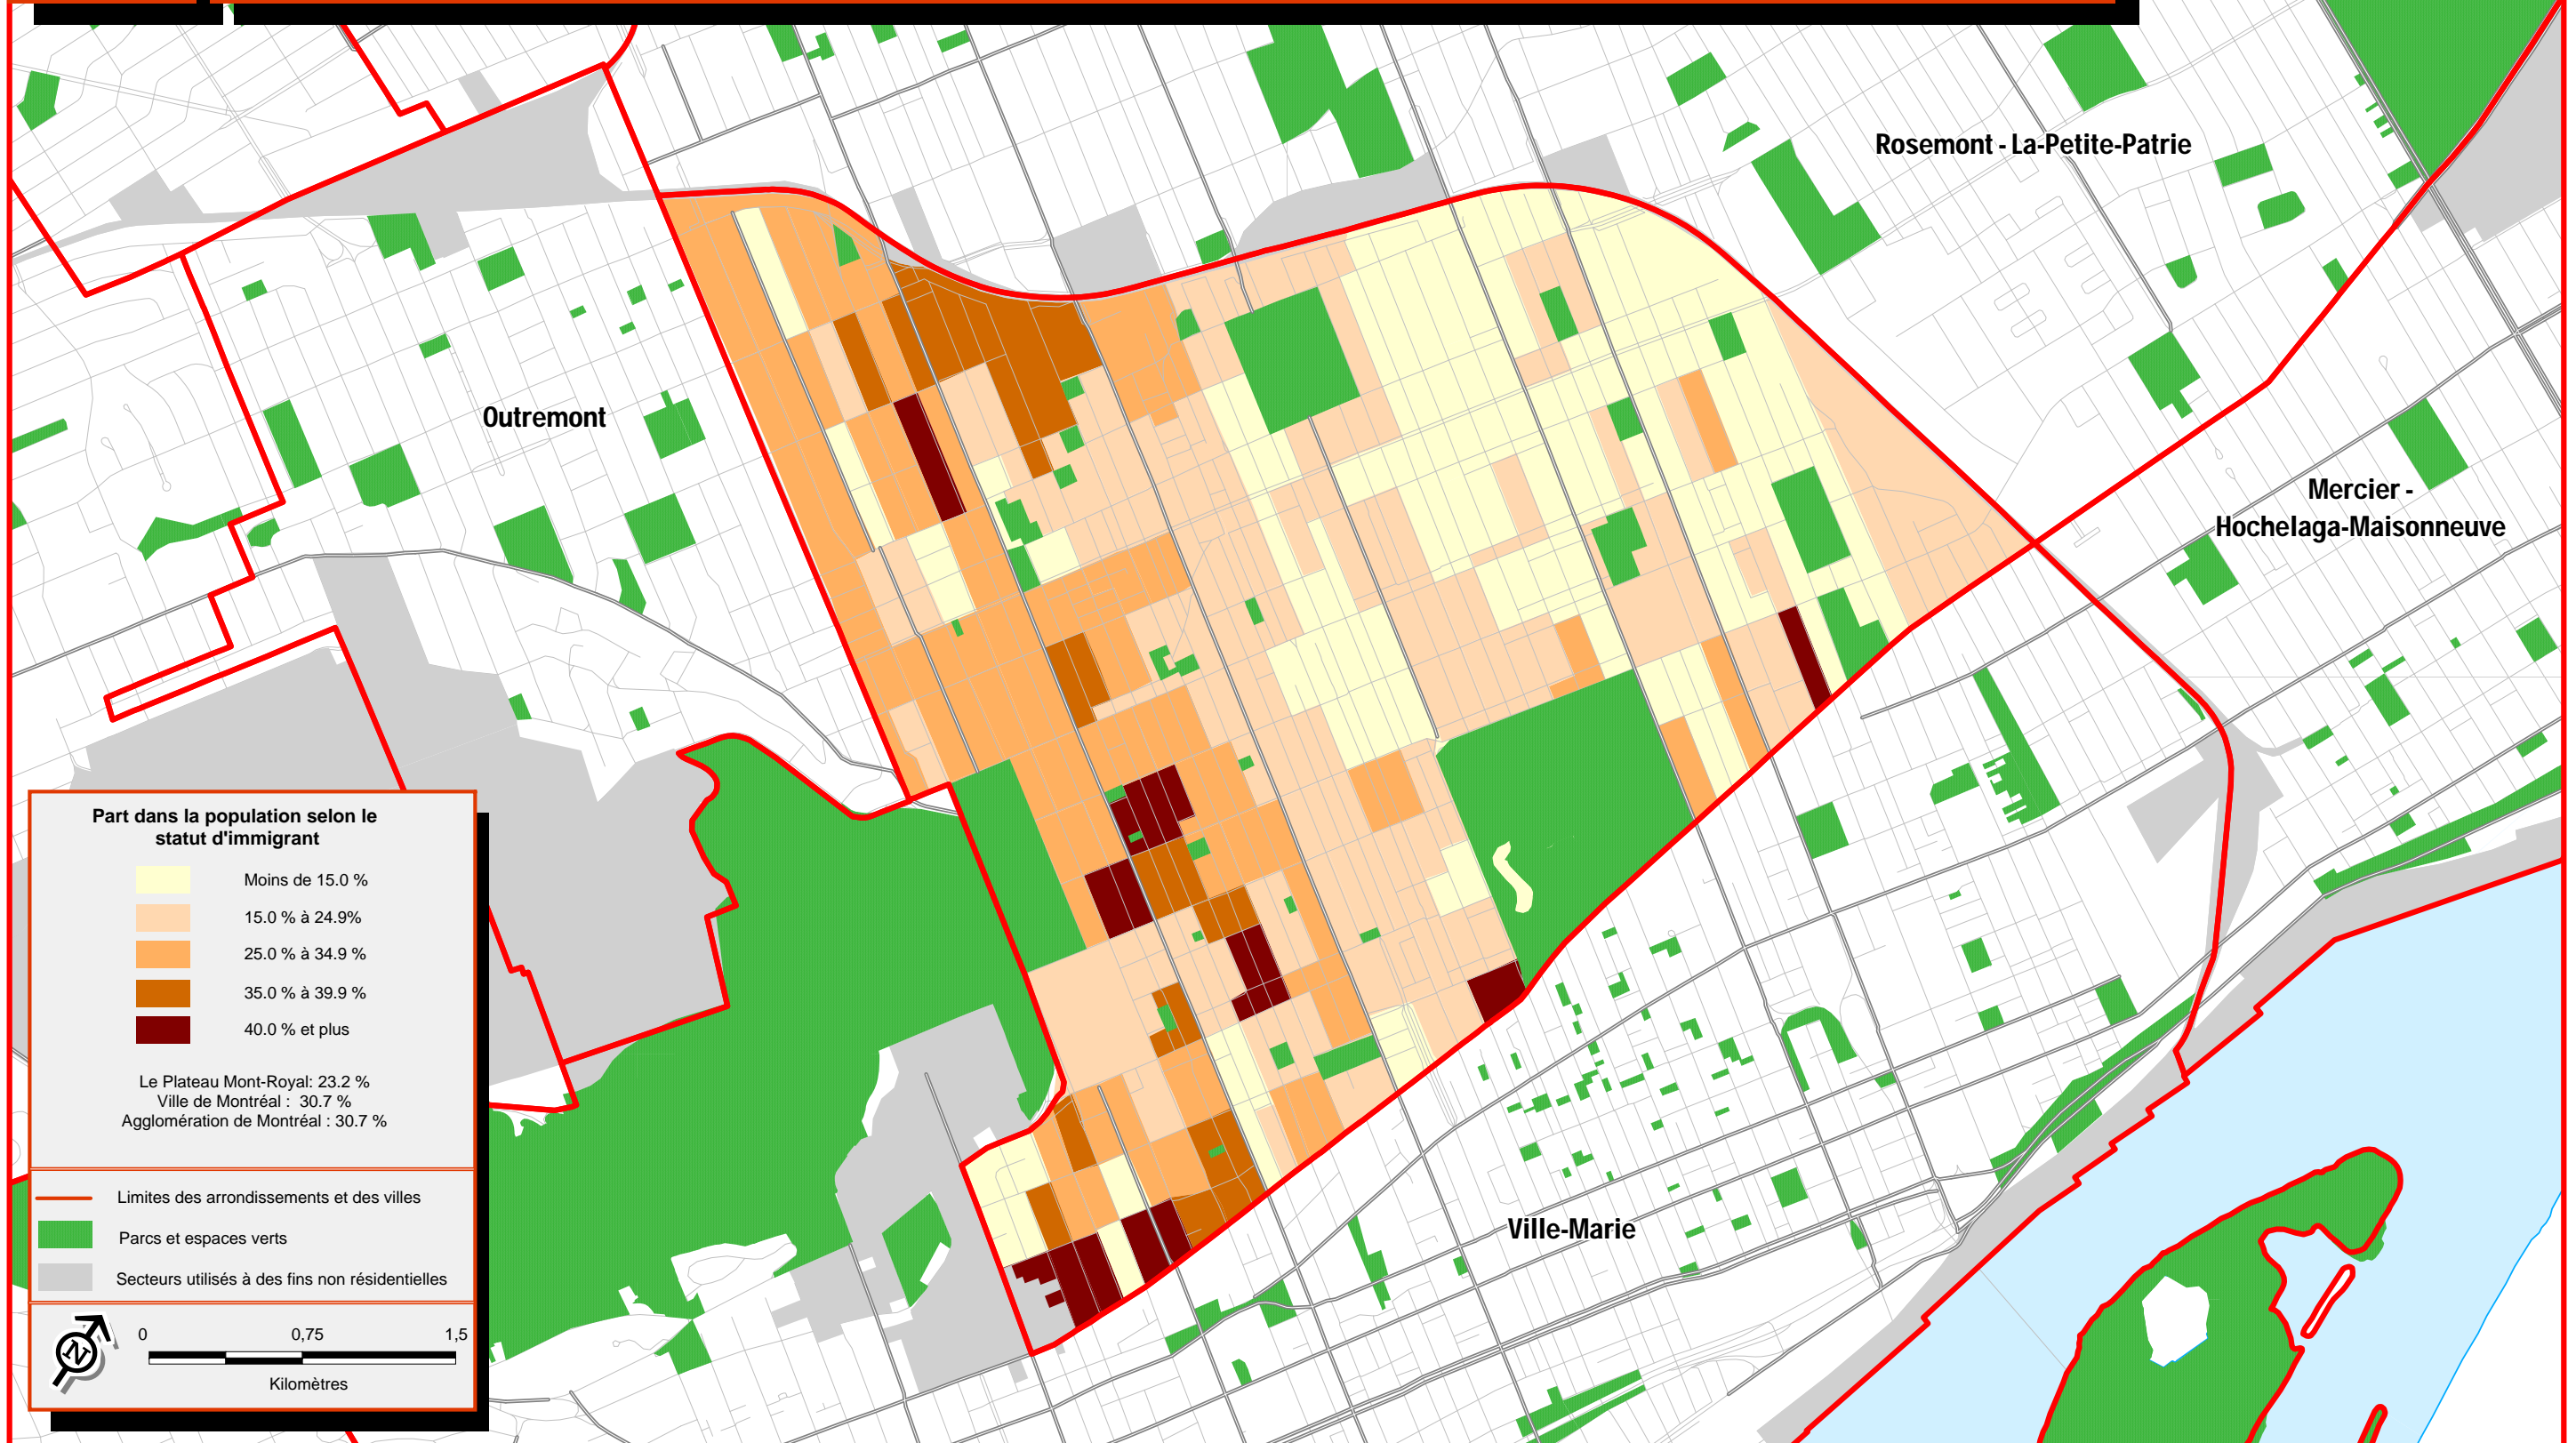 Rosemont - La-Petite-Patrie
Outremont
Mercier -
Hochelaga-Maisonneuve
Ville-Marie
Part dans la population selon le
statut d'immigrant
Moins de 15.0 %
15.0 % à 24.9%
25.0 % à 34.9 %
35.0 % à 39.9 %
40.0 % et plus
Le Plateau Mont-Royal: 23.2 %
Ville de Montréal : 30.7 %
Agglomération de Montréal : 30.7 %
Limites des arrondissements et des villes
Parcs et espaces verts
Secteurs utilisés à des fins non résidentielles
N
0 0,75 1,5
Kilomètres